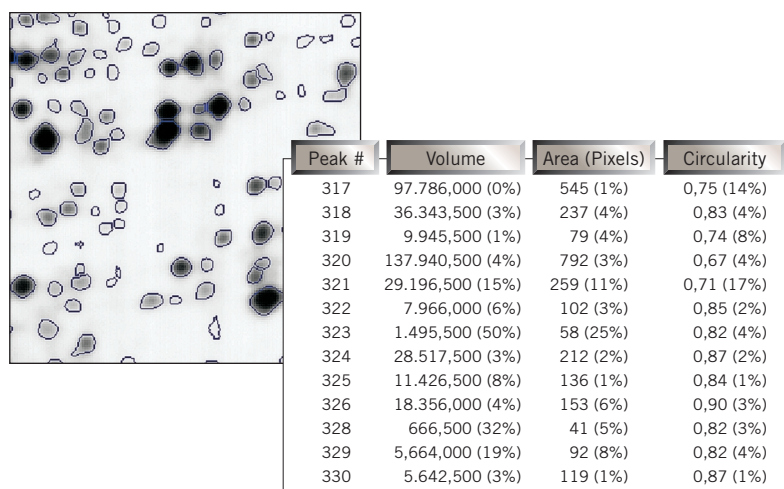 Peak # Volume Area (Pixels) Circularity
317 97.786,000 (0%) 545 (1%) 0,75 (14%)
318 36.343,500 (3%) 237 (4%) 0,83 (4%)
319 9.945,500 (1%) 79 (4%) 0,74 (8%)
320 137.940,500 (4%) 792 (3%) 0,67 (4%)
321 29.196,500 (15%) 259 (11%) 0,71 (17%)
322 7.966,000 (6%) 102 (3%) 0,85 (2%)
323 1.495,500 (50%) 58 (25%) 0,82 (4%)
324 28.517,500 (3%) 212 (2%) 0,87 (2%)
325 11.426,500 (8%) 136 (1%) 0,84 (1%)
326 18.356,000 (4%) 153 (6%) 0,90 (3%)
328 666,500 (32%) 41 (5%) 0,82 (3%)
329 5,664,000 (19%) 92 (8%) 0,82 (4%)
330 5.642,500 (3%) 119 (1%) 0,87 (1%)